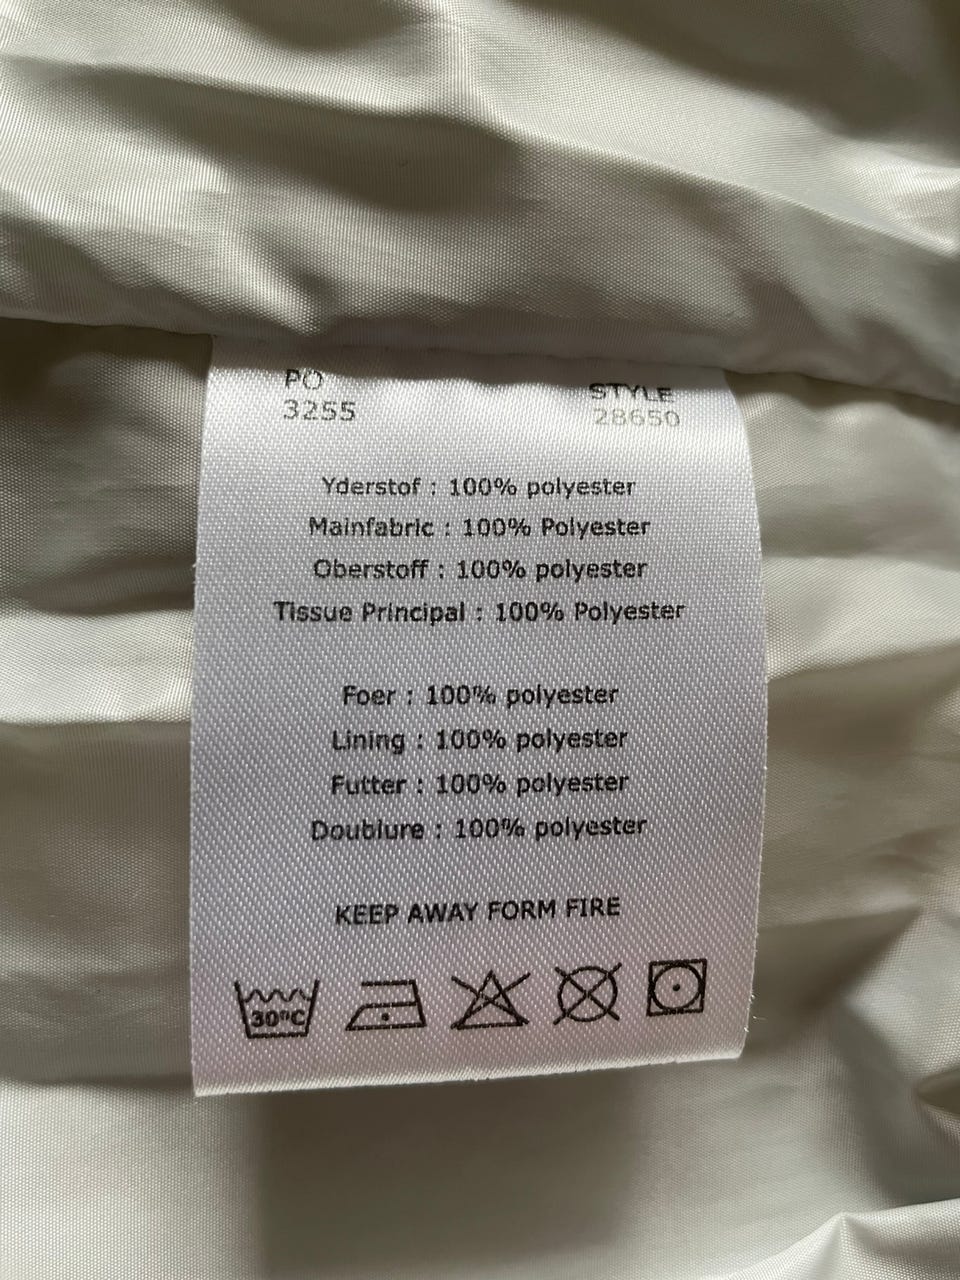 PO
3255
STYLE
28650
Yderstof : 100% polyester
Mainfabric : 100% Polyester
Oberstoff : 100% polyester
Tissue Principal : 100% Polyester
Foer : 100% polyester
Lining : 100% polyester
Futter : 100% polyester
Doublure : 100% polyester
KEEP AWAY FORM FIRE
30°C